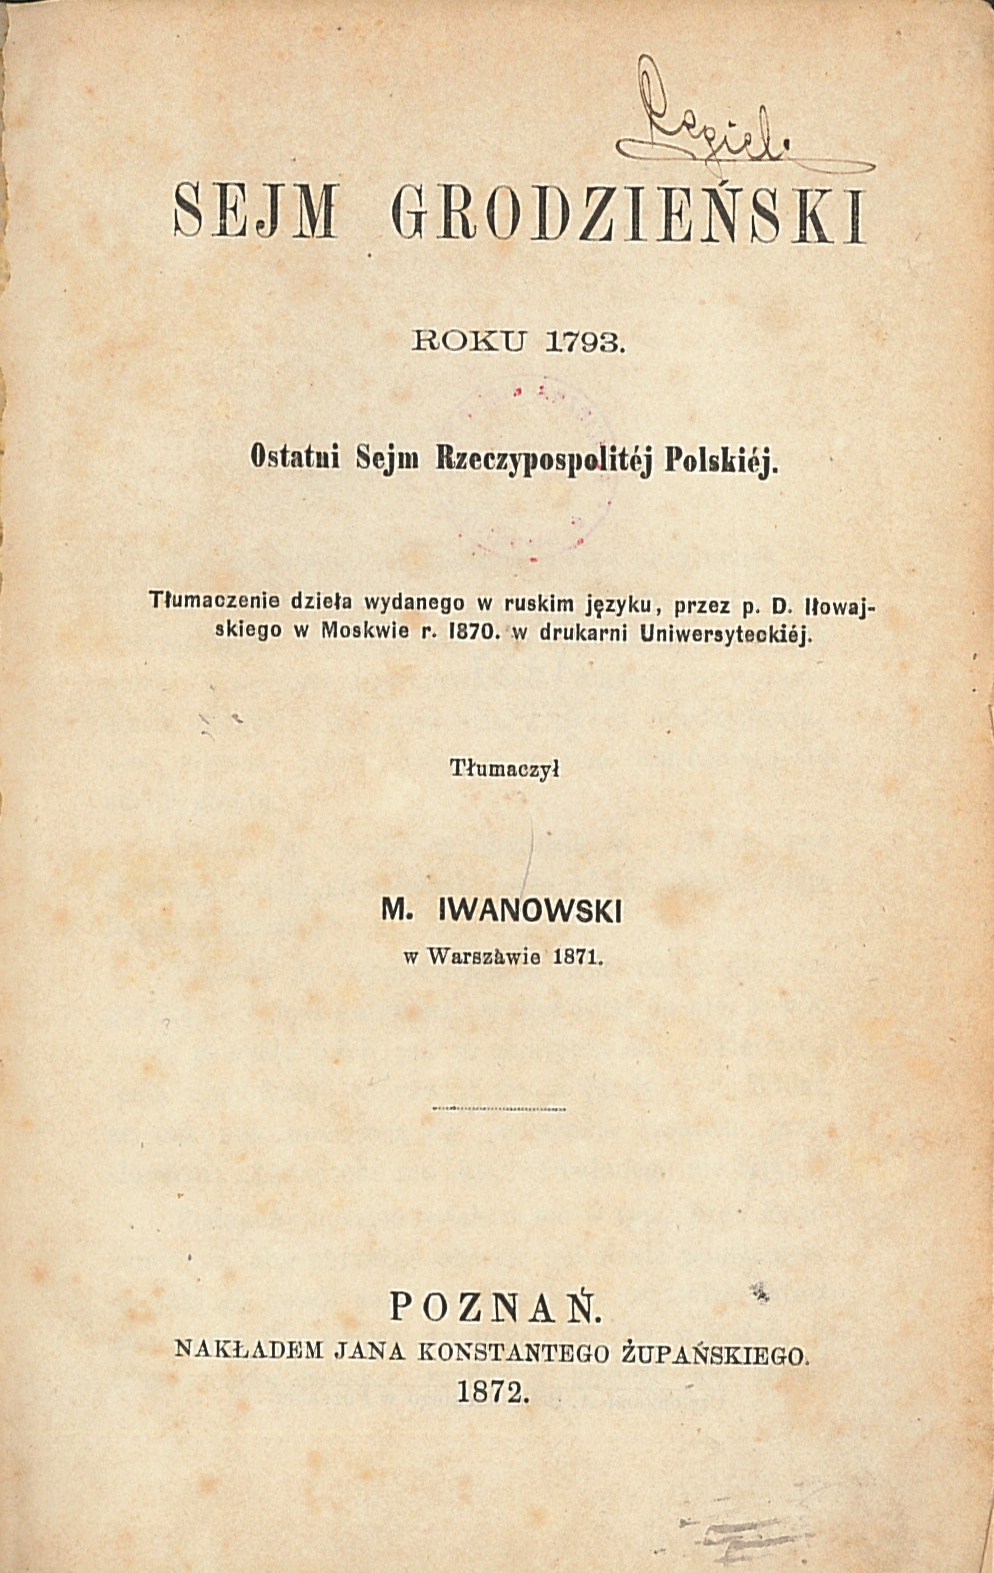 SEJM GRODZIEŃSKI
ROKU 1793.
Ostatni Sejm Rzeczypospolitéj Polskiéj.
Tłumaczenie dzieła wydanego w ruskim języku, przez p. D. Iłowaj-
skiego w Moskwie r. 1870. w drukarni Uniwersyteckiéj.
Tłumaczył
M. IWANOWSKI
w Warszawie 1871.
POZNAŃ.
NAKŁADEM JANA KONSTANTEGO ŻUPAŃSKIEGO.
1872.